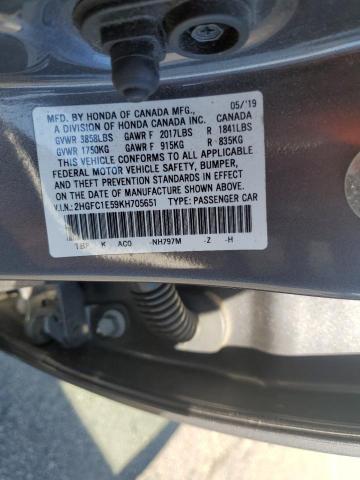 MFD. BY HONDA OF CANADA MFG., 05/'19
A DIVISION OF HONDA CANADA INC. CANADA
GVWR 3858LBS GAWR F 2017LBS R 1841LBS
GVWR 1750KG GAWR F 915KG R 835KG
THIS VEHICLE CONFORMS TO ALL APPLICABLE
FEDERAL MOTOR VEHICLE SAFETY, BUMPER,
AND THEFT PREVENTION STANDARDS IN EFFECT
ON THE DATE OF MANUFACTURE SHOWN ABOVE.
V.I.N.: 2HGFC1E59KH705651 TYPE: PASSENGER CAR
K AC0 -NH797M -Z -H